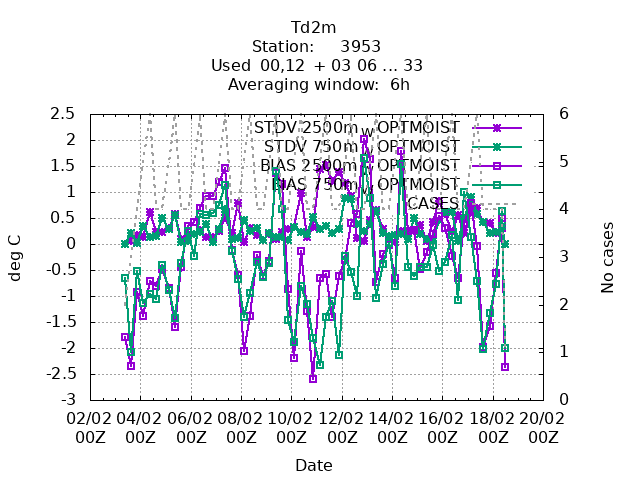 Td2m
Station: 3953
Used 00,12 + 03 06 ... 33
Averaging window: 6h
deg C
2.5
2
1.5
1
0.5
0
-0.5
-1
-1.5
-2
-2.5
-3
STDV 2500m_w OPTMOIST
STDV 750m_w OPTMOIST
BIAS 2500m_w OPTMOIST
BIAS 750m_w OPTMOIST
CASES
6
5
4
3
2
1
0
No cases
02/02 04/02 06/02 08/02 10/02 12/02 14/02 16/02 18/02 20/02
00Z 00Z 00Z 00Z 00Z 00Z 00Z 00Z 00Z 00Z
Date